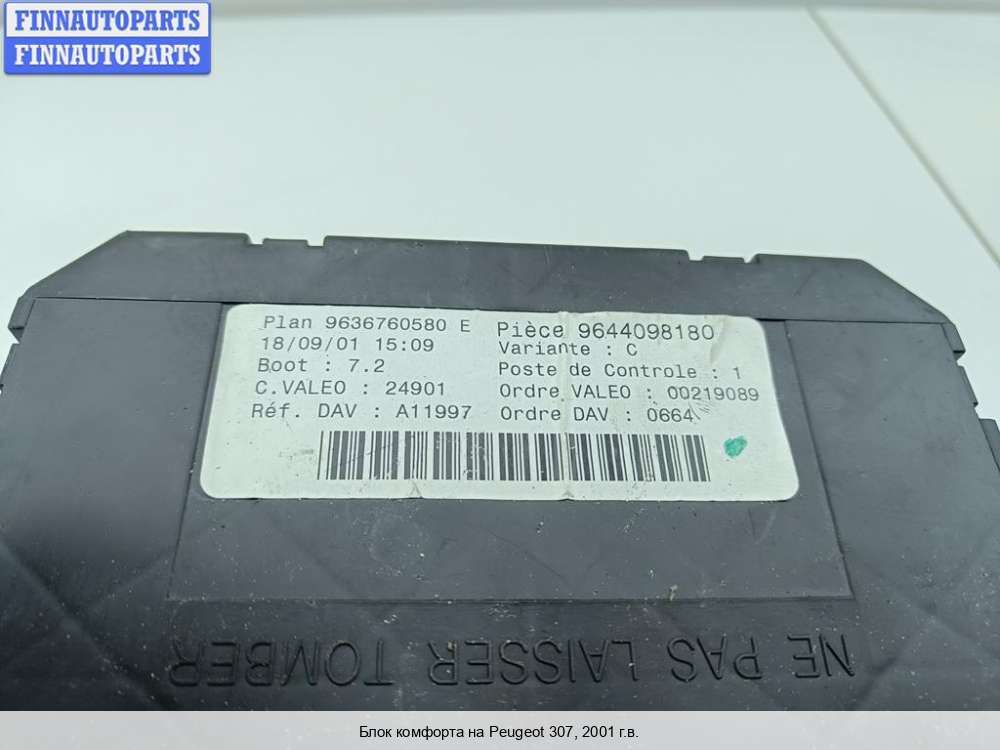 FINNAUTOPARTS
FINNAUTOPARTS
Plan 9636760580 E
Pièce 9644098180
18/09/01 15:09
Variante : C
Boot : 7.2
Poste de Controle : 1
C.VALEO : 24901
Ordre VALEO : 00219089
Réf. DAV : A11997
Ordre DAV : 0664
NE PAS LAISSER TOMBER
Блок комфорта на Peugeot 307, 2001 г.в.